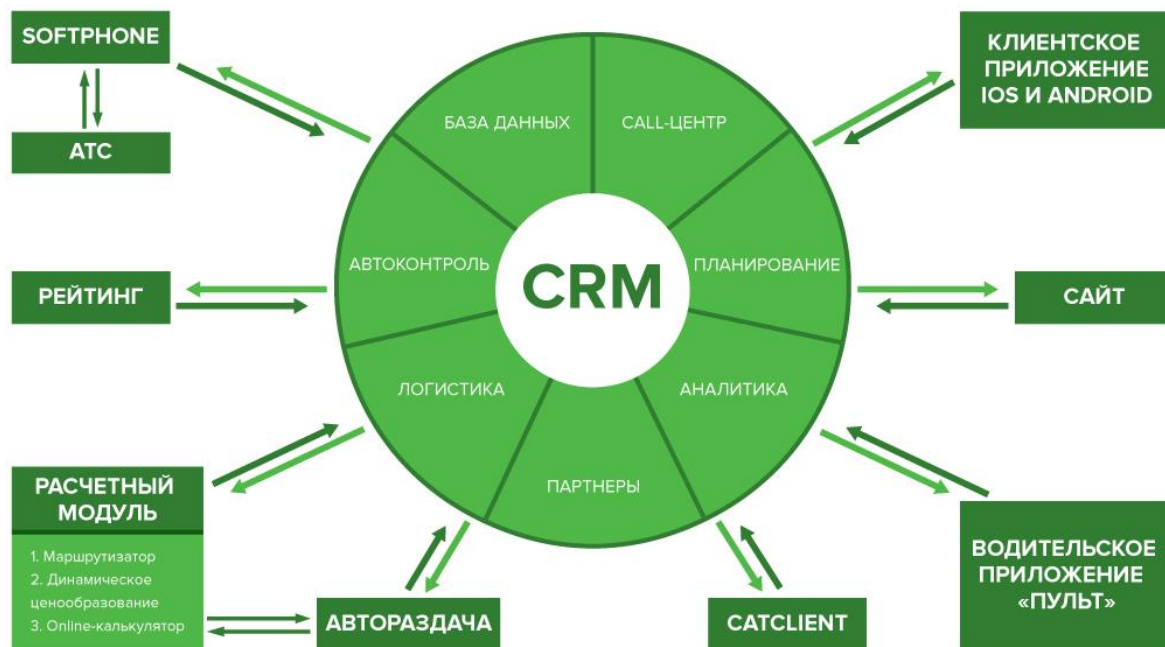 SOFTPHONE
АТС
РЕЙТИНГ
РАСЧЕТНЫЙ
МОДУЛЬ
1. Маршрутизатор
2. Динамическое
ценообразование
3. Online-калькулятор
АВТОРАЗДАЧА
БАЗА ДАННЫХ
CALL-ЦЕНТР
АВТОКОНТРОЛЬ
CRM
ПЛАНИРОВАНИЕ
ЛОГИСТИКА
АНАЛИТИКА
ПАРТНЕРЫ
CATCLIENT
КЛИЕНТСКОЕ
ПРИЛОЖЕНИЕ
IOS И ANDROID
САЙТ
ВОДИТЕЛЬСКОЕ
ПРИЛОЖЕНИЕ
«ПУЛЬТ»